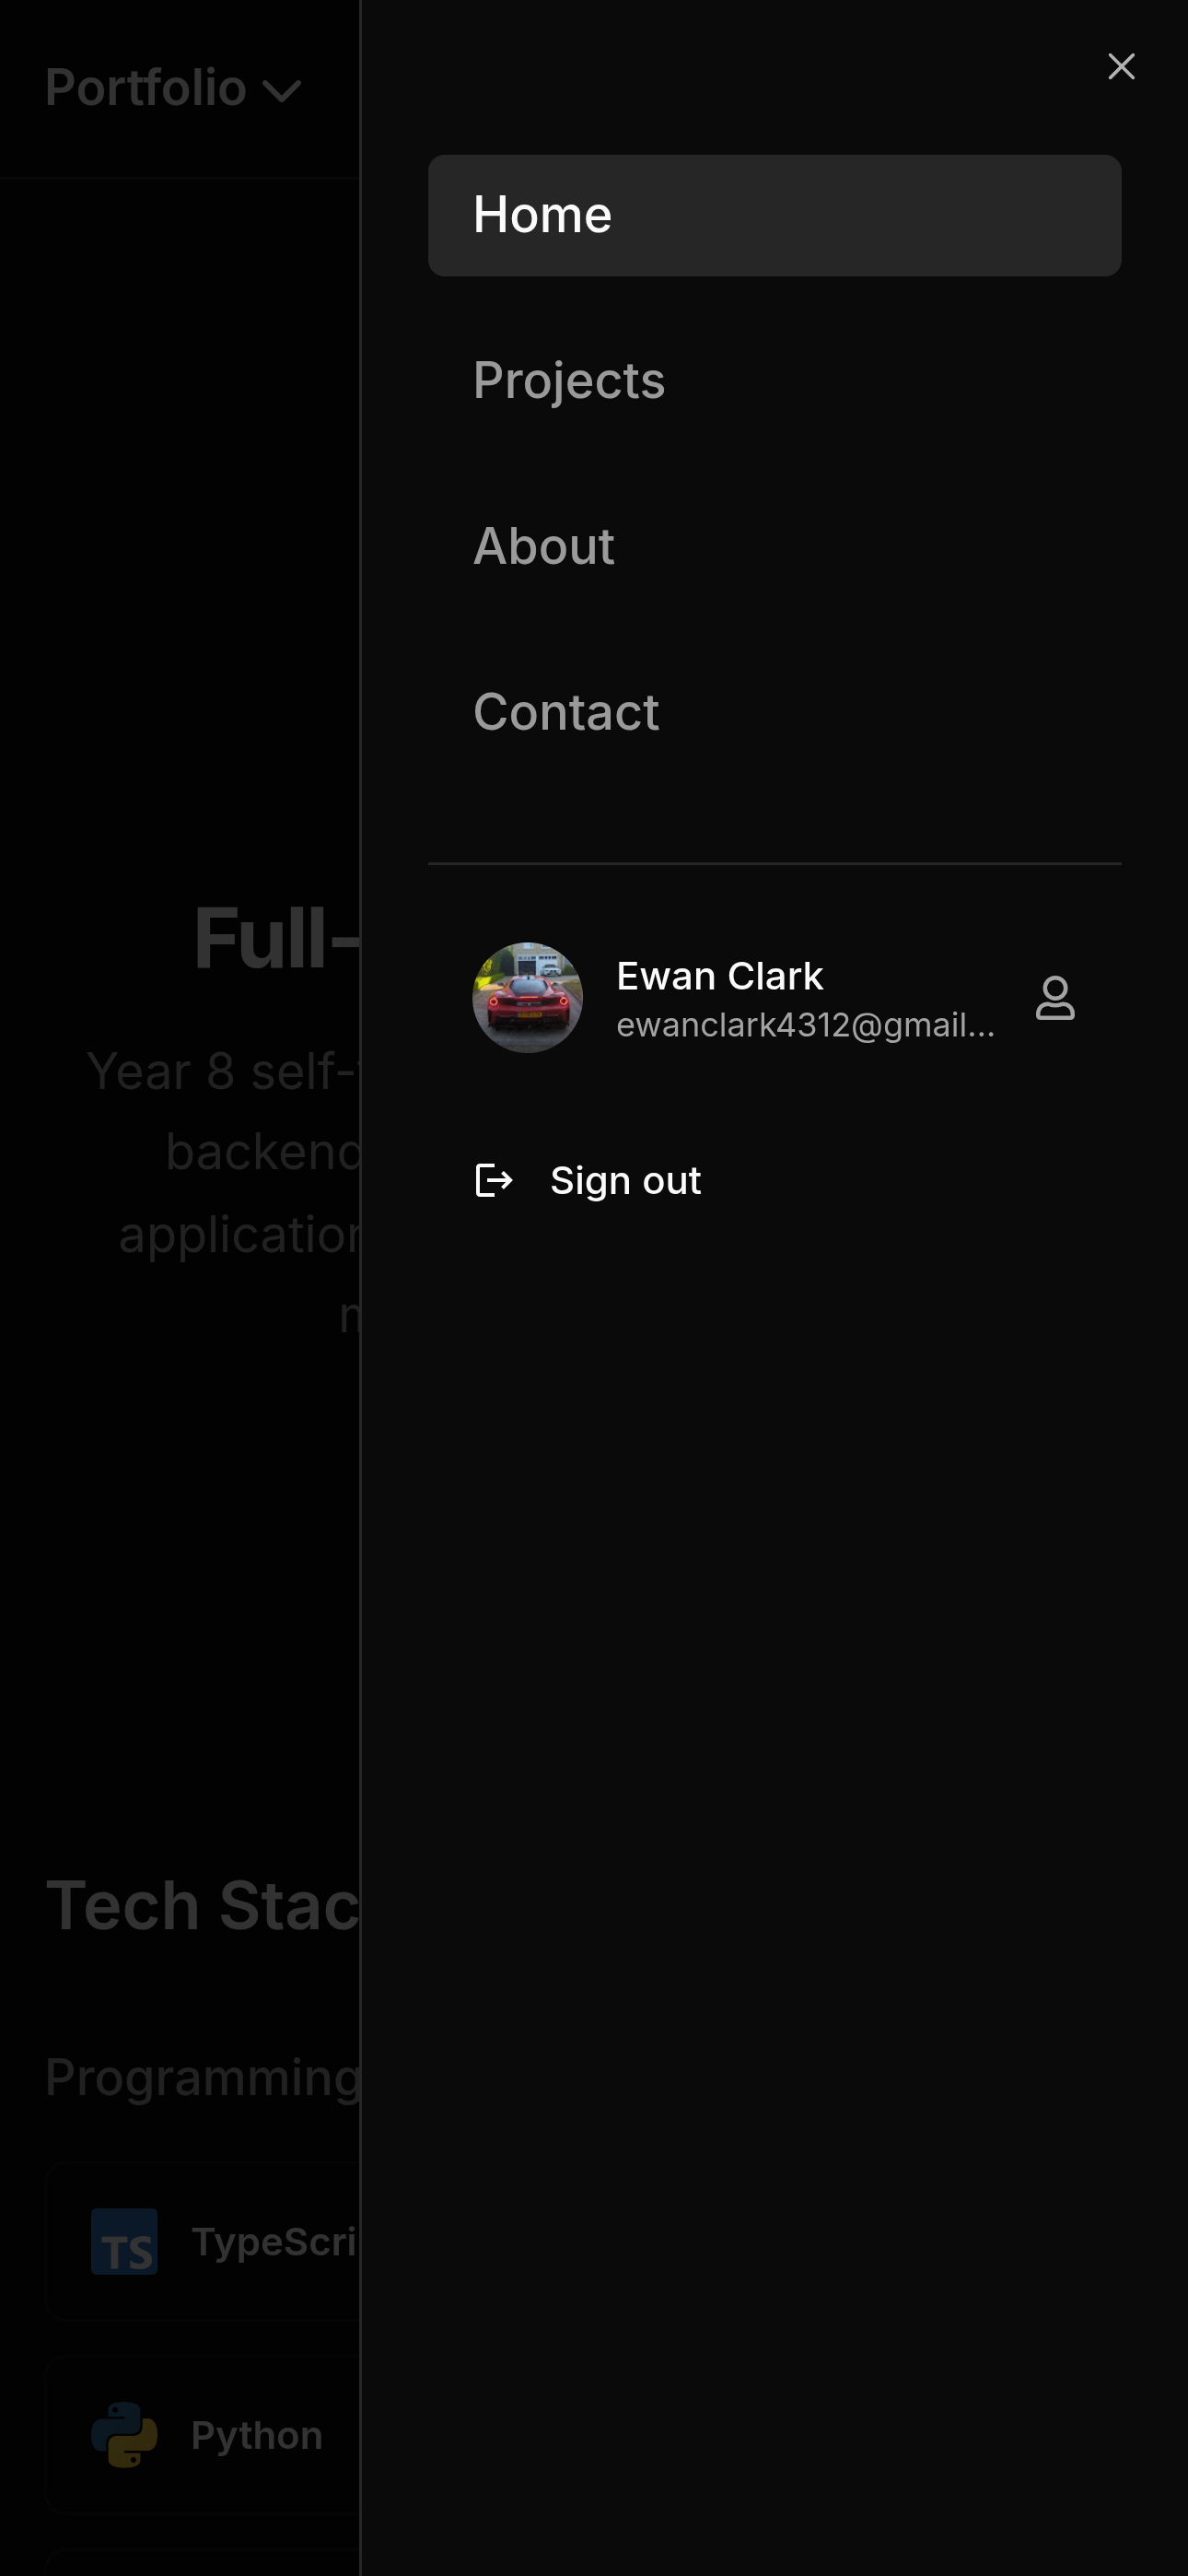 Portfolio
Home
Projects
About
Contact
Ewan Clark
ewanclark4312@gmail...
Sign out
Full-
Year 8 self-
backend
application
Tech Stac
Programming
TS TypeScri
Python